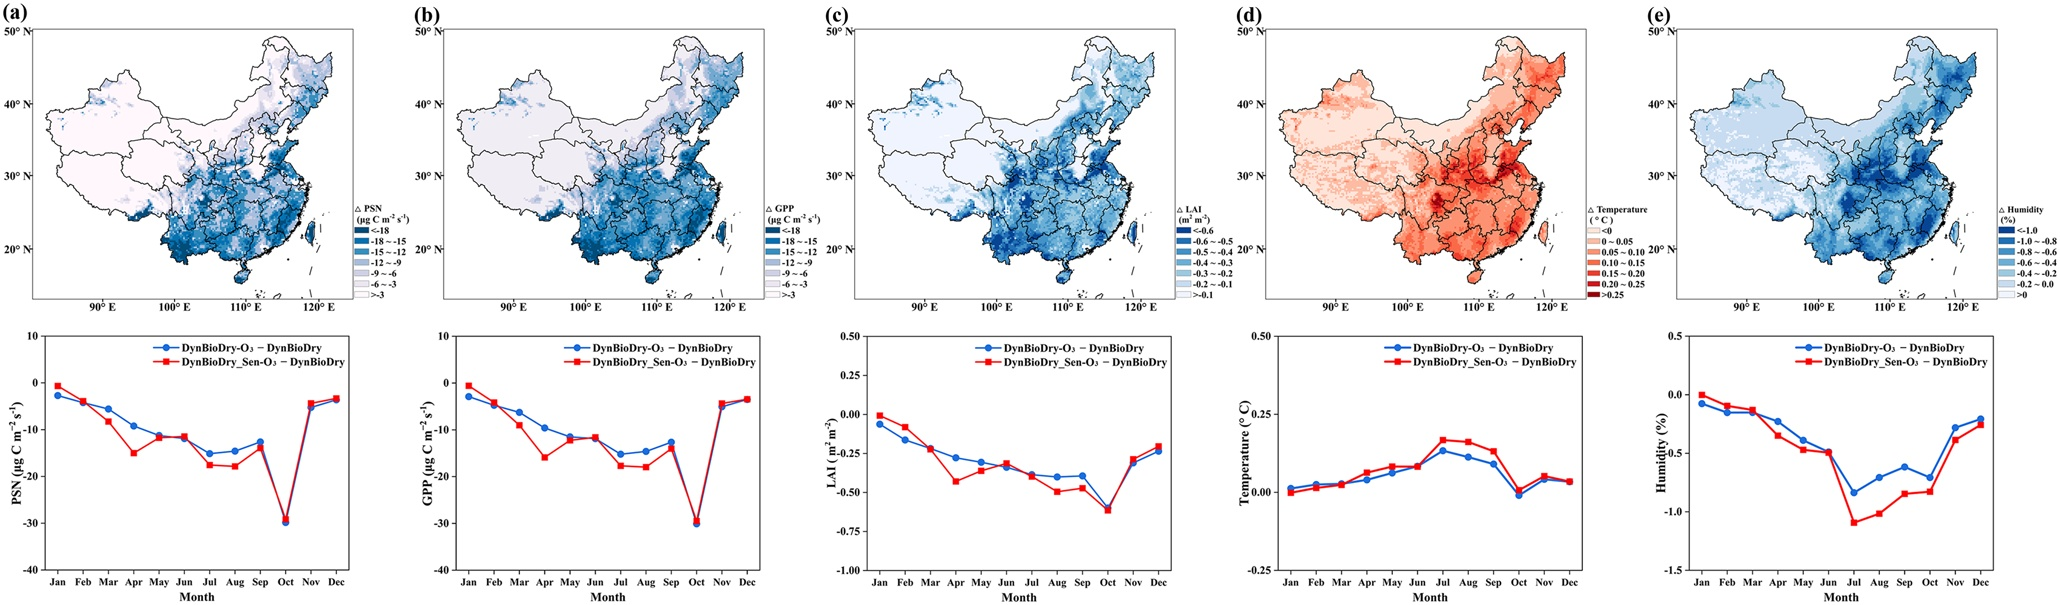 (a)
50° N
40° N
30° N
20° N
90° E
100° E
110° E
120° E
△ PSN
(μg C m⁻² s⁻¹)
<-18
-18 ~ -15
-15 ~ -12
-12 ~ -9
-9 ~ -6
-6 ~ -3
>-3
(b)
50° N
40° N
30° N
20° N
90° E
100° E
110° E
120° E
△ GPP
(μg C m⁻² s⁻¹)
<-18
-18 ~ -15
-15 ~ -12
-12 ~ -9
-9 ~ -6
-6 ~ -3
>-3
(c)
50° N
40° N
30° N
20° N
90° E
100° E
110° E
120° E
△ LAI
(m² m⁻²)
<-0.6
-0.6 ~ -0.5
-0.5 ~ -0.4
-0.4 ~ -0.3
-0.3 ~ -0.2
-0.2 ~ -0.1
>-0.1
(d)
50° N
40° N
30° N
20° N
90° E
100° E
110° E
120° E
△ Temperature
( ° C )
<0
0 ~ 0.05
0.05 ~ 0.10
0.10 ~ 0.15
0.15 ~ 0.20
0.20 ~ 0.25
>0.25
(e)
50° N
40° N
30° N
20° N
90° E
100° E
110° E
120° E
△ Humidity
(%)
<-1.0
-1.0 ~ -0.8
-0.8 ~ -0.6
-0.6 ~ -0.4
-0.4 ~ -0.2
-0.2 ~ 0.0
>0
PSN (μg C m⁻² s⁻¹)
10
0
-10
-20
-30
-40
DynBioDry-O₃ – DynBioDry
DynBioDry_Sen-O₃ – DynBioDry
Jan Feb Mar Apr May Jun Jul Aug Sep Oct Nov Dec
Month
GPP (μg C m⁻² s⁻¹)
10
0
-10
-20
-30
-40
DynBioDry-O₃ – DynBioDry
DynBioDry_Sen-O₃ – DynBioDry
Jan Feb Mar Apr May Jun Jul Aug Sep Oct Nov Dec
Month
LAI ( m² m⁻²)
0.50
0.25
0.00
-0.25
-0.50
-0.75
-1.00
DynBioDry-O₃ – DynBioDry
DynBioDry_Sen-O₃ – DynBioDry
Jan Feb Mar Apr May Jun Jul Aug Sep Oct Nov Dec
Month
Temperature (° C)
0.50
0.25
0.00
-0.25
DynBioDry-O₃ – DynBioDry
DynBioDry_Sen-O₃ – DynBioDry
Jan Feb Mar Apr May Jun Jul Aug Sep Oct Nov Dec
Month
Humidity (%)
0.5
0.0
-0.5
-1.0
-1.5
DynBioDry-O₃ – DynBioDry
DynBioDry_Sen-O₃ – DynBioDry
Jan Feb Mar Apr May Jun Jul Aug Sep Oct Nov Dec
Month